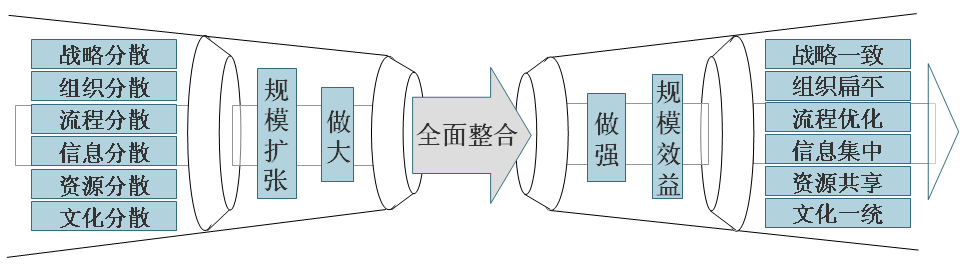 战略分散
组织分散
流程分散
信息分散
资源分散
文化分散
规模扩张
做大
全面整合
做强
规模效益
战略一致
组织扁平
流程优化
信息集中
资源共享
文化一统